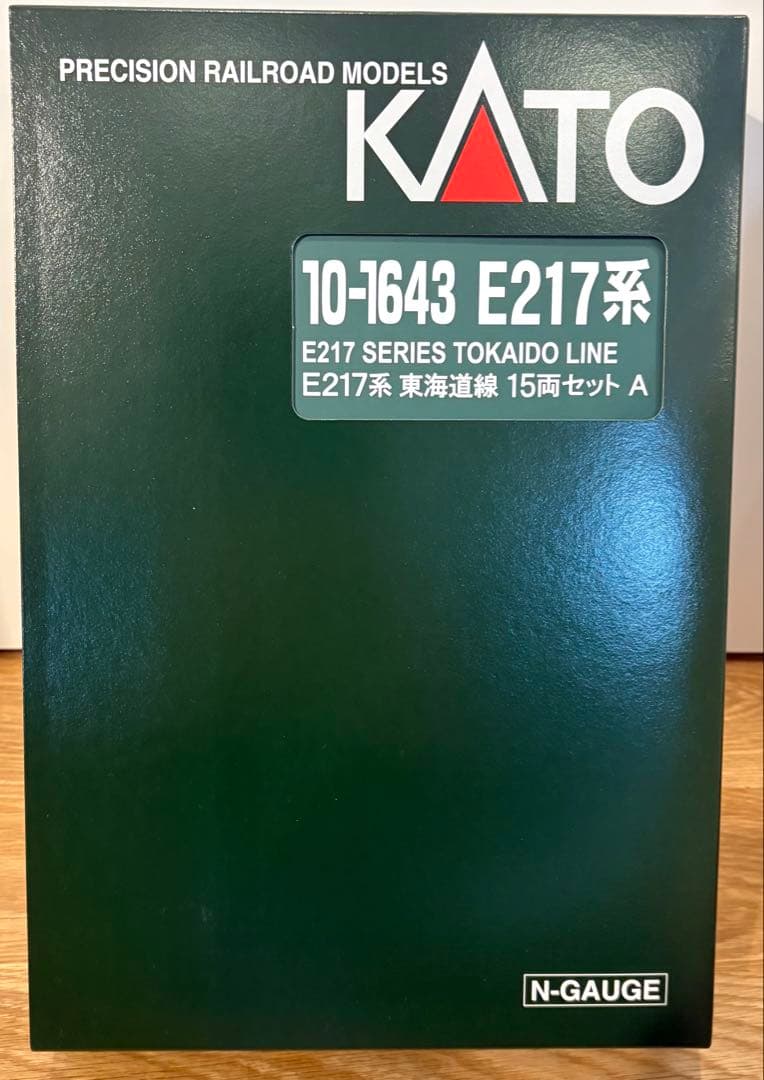 PRECISION RAILROAD MODELS
KATO
10-1643 E217系
E217 SERIES TOKAIDO LINE
E217系 東海道線 15両セット A
N-GAUGE